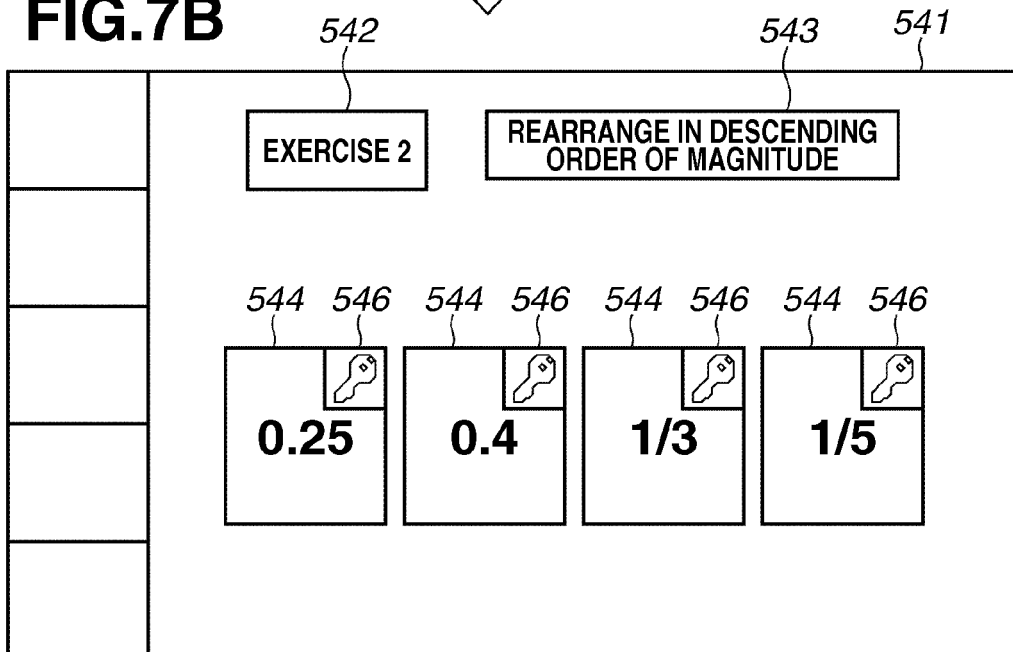 FIG.7B
542
543
541
EXERCISE 2
REARRANGE IN DESCENDING
ORDER OF MAGNITUDE
544 546 544 546 544 546 544 546
0.25 0.4 1/3 1/5